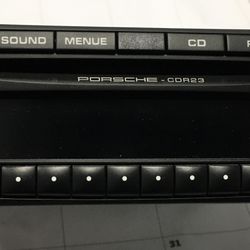 SOUND MENUE CD
PORSCHE - CDR23
31